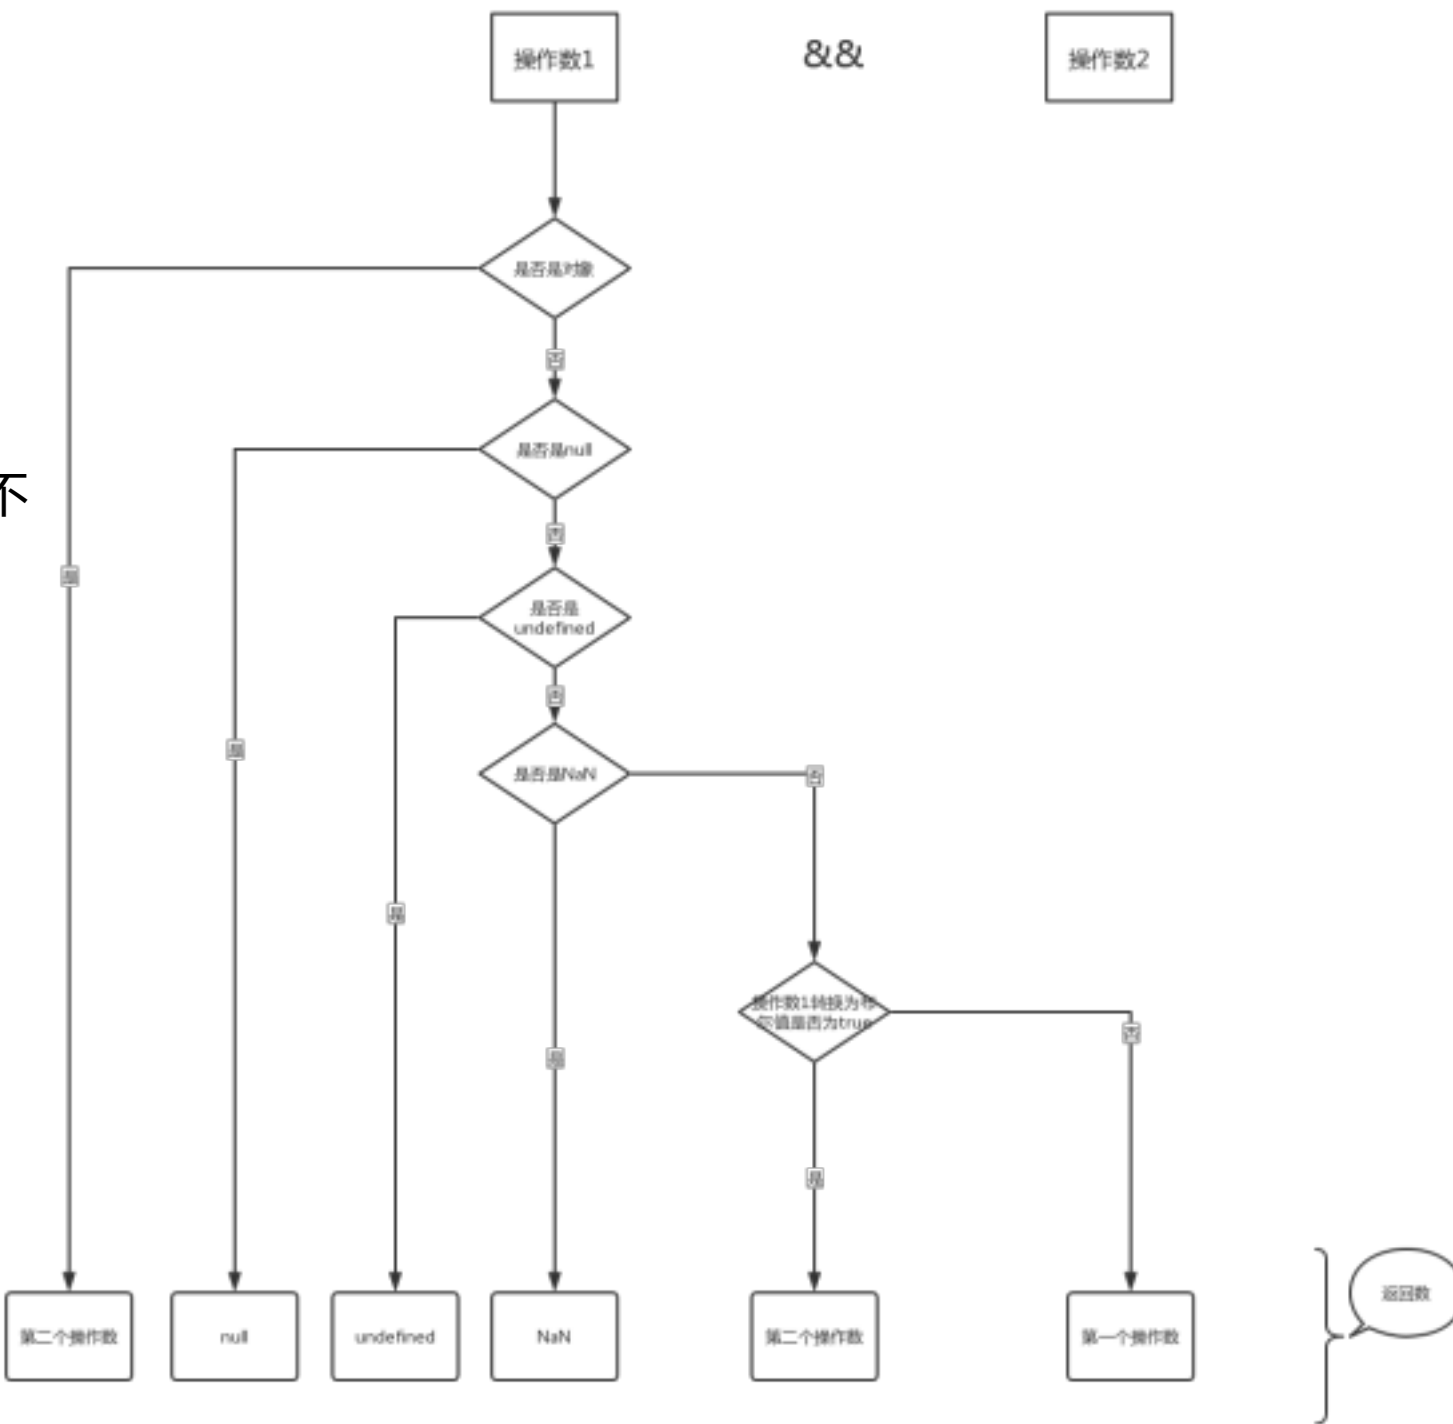 操作数1
&&
操作数2
是否是对象
否
是否是null
不
否
是
是否是
undefined
否
是
是否是NaN
否
是
操作数1转换为布
尔值是否为true
否
是
是
第二个操作数
null
undefined
NaN
第二个操作数
第一个操作数
返回数